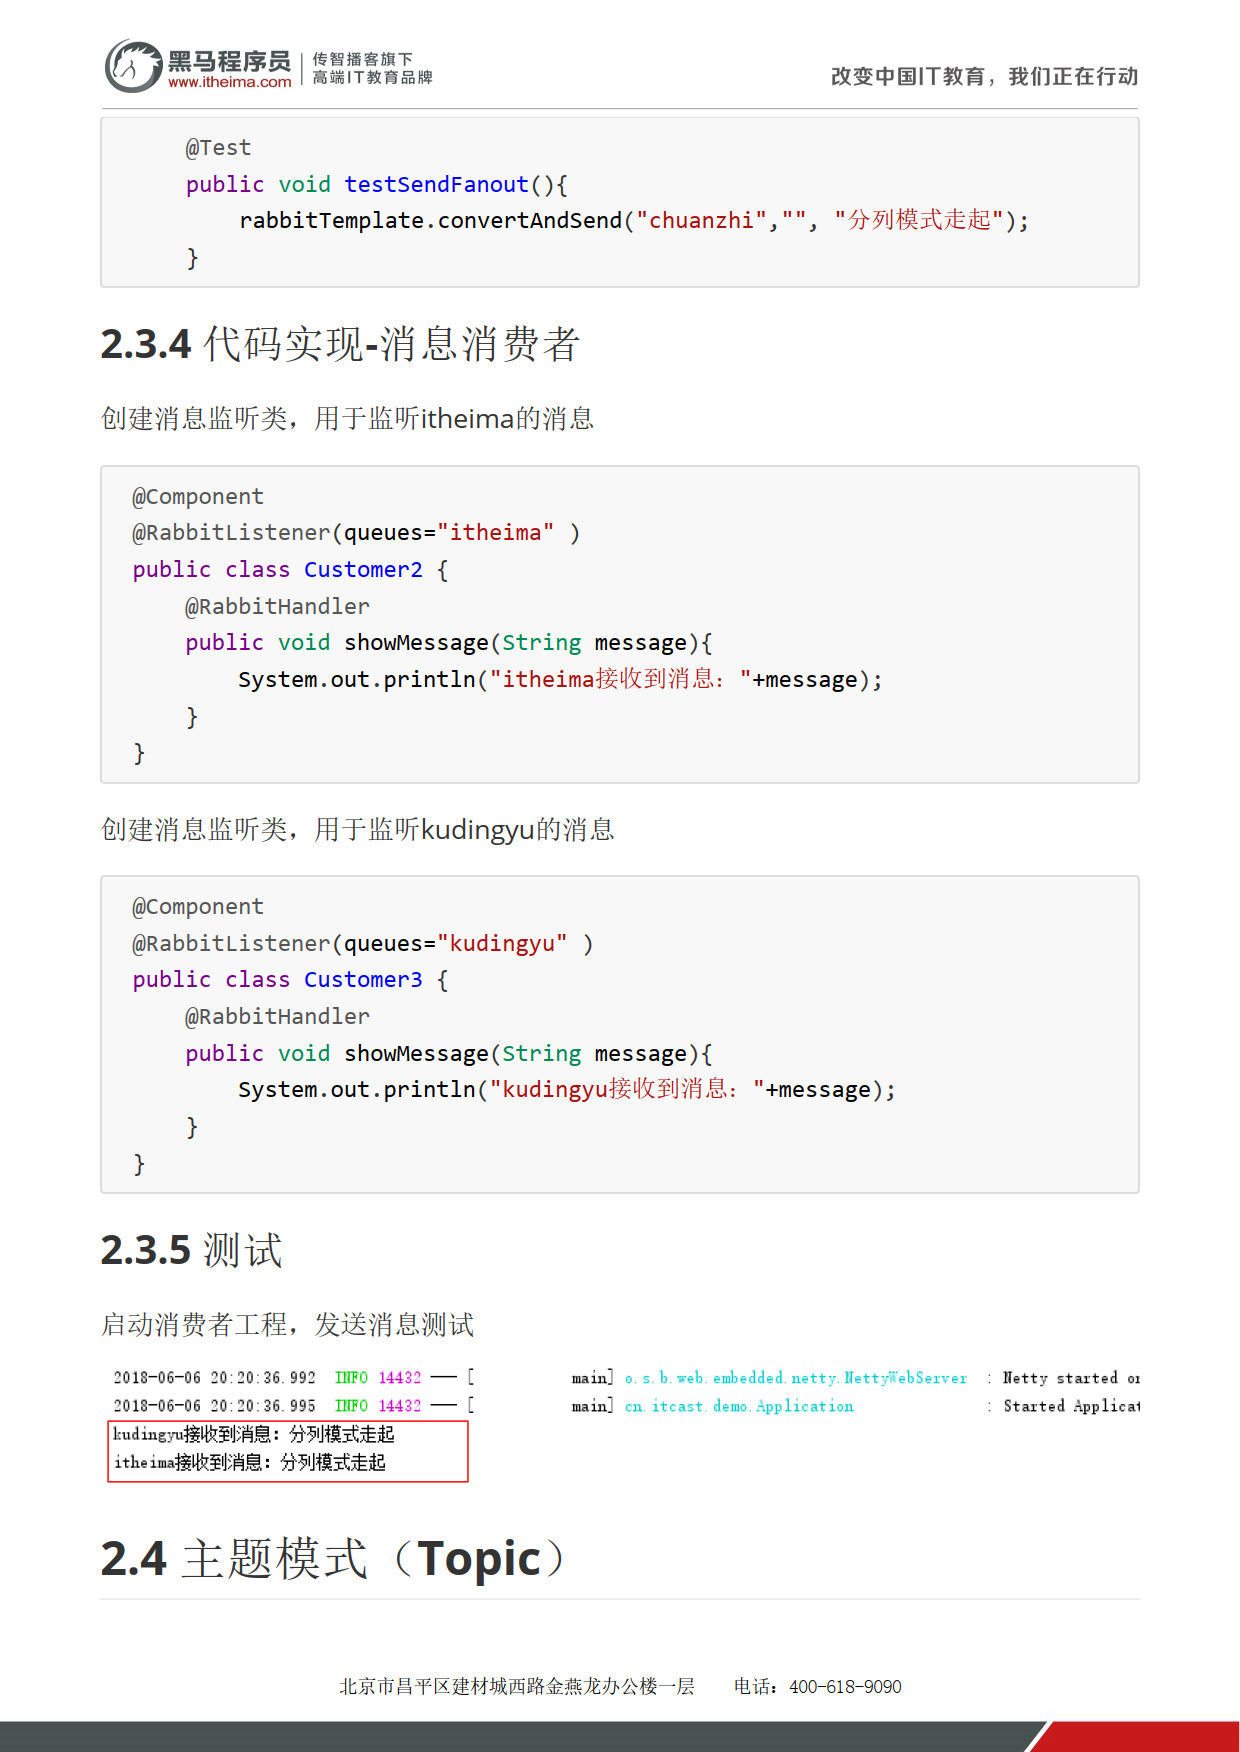 黑马程序员
www.itheima.com
传智播客旗下
高端IT教育品牌
改变中国IT教育，我们正在行动
@Test
public void testSendFanout(){
rabbitTemplate.convertAndSend("chuanzhi","", "分列模式走起");
}
2.3.4 代码实现-消息消费者
创建消息监听类，用于监听itheima的消息
@Component
@RabbitListener(queues="itheima" )
public class Customer2 {
@RabbitHandler
public void showMessage(String message){
System.out.println("itheima接收到消息："+message);
}
}
创建消息监听类，用于监听kudingyu的消息
@Component
@RabbitListener(queues="kudingyu" )
public class Customer3 {
@RabbitHandler
public void showMessage(String message){
System.out.println("kudingyu接收到消息："+message);
}
}
2.3.5 测试
启动消费者工程，发送消息测试
2018-06-06 20:20:36.992 INFO 14432 --- [ main] o.s.b.web.embedded.netty.NettyWebServer : Netty started on
2018-06-06 20:20:36.995 INFO 14432 --- [ main] cn.itcast.demo.Application : Started Applicat
kudingyu接收到消息：分列模式走起
itheima接收到消息：分列模式走起
2.4 主题模式（Topic）
北京市昌平区建材城西路金燕龙办公楼一层 电话：400-618-9090